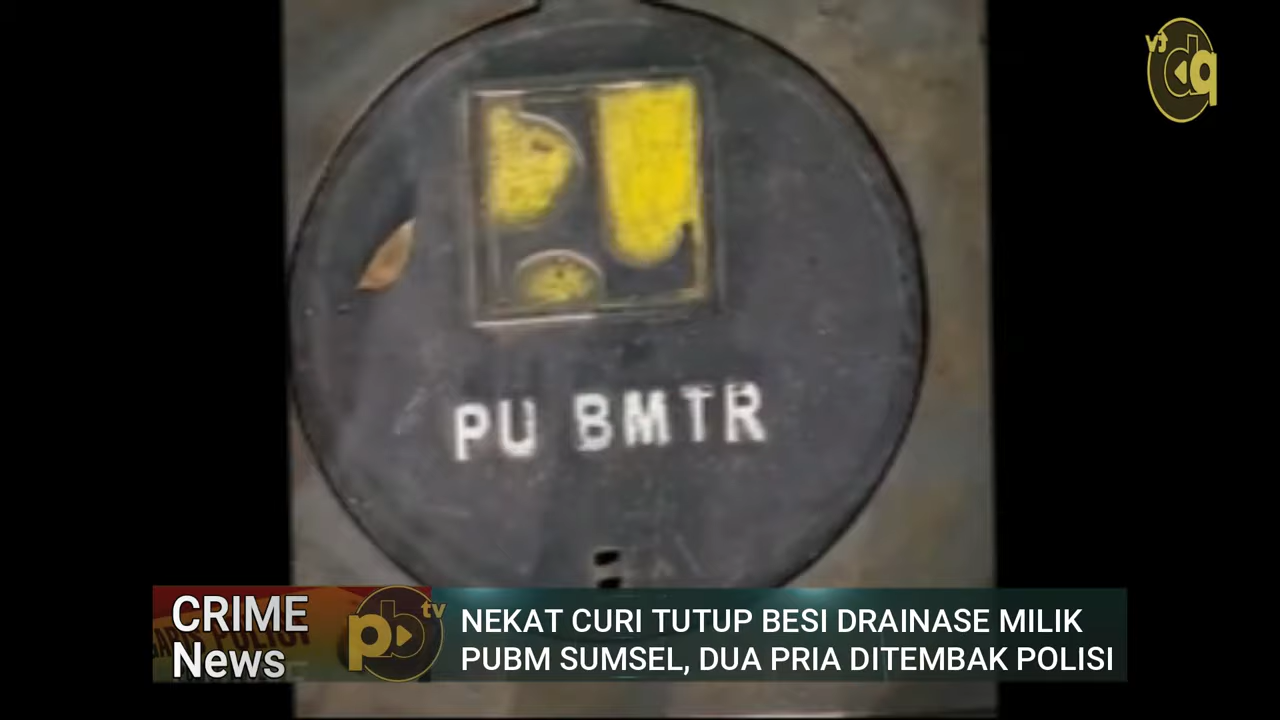 PU BMTR
CRIME
News
pb tv
NEKAT CURI TUTUP BESI DRAINASE MILIK
PUBM SUMSEL, DUA PRIA DITEMBAK POLISI